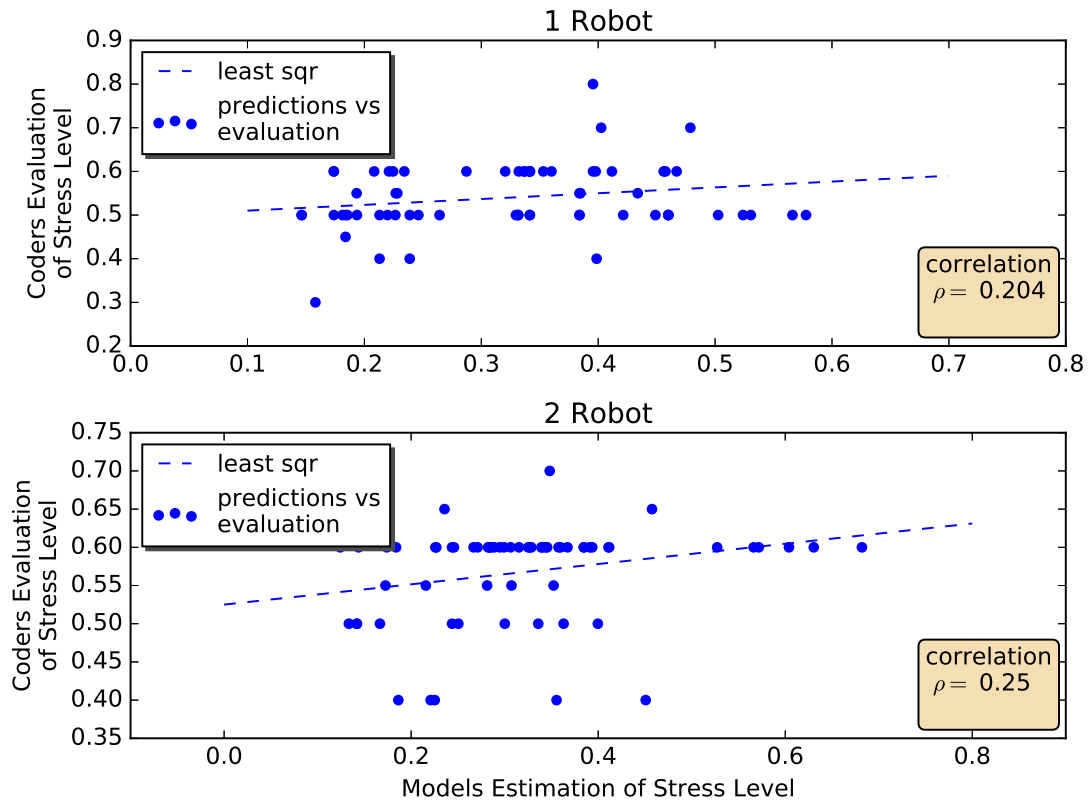 1 Robot
0.9
0.8
0.7
0.6
0.5
0.4
0.3
0.2
Coders Evaluation
of Stress Level
least sqr
predictions vs
evaluation
correlation
ρ = 0.204
0.0 0.1 0.2 0.3 0.4 0.5 0.6 0.7 0.8
2 Robot
0.75
0.70
0.65
0.60
0.55
0.50
0.45
0.40
0.35
Coders Evaluation
of Stress Level
least sqr
predictions vs
evaluation
correlation
ρ = 0.25
0.0 0.2 0.4 0.6 0.8
Models Estimation of Stress Level